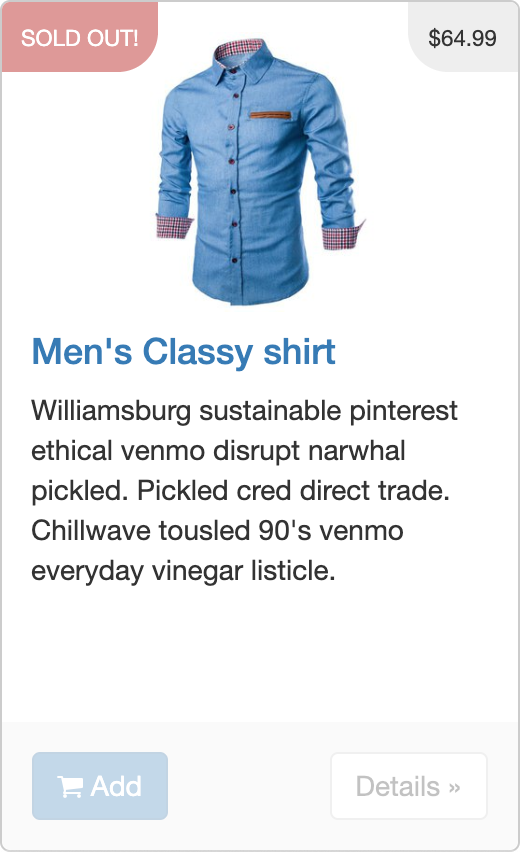 SOLD OUT!
$64.99
Men's Classy shirt
Williamsburg sustainable pinterest
ethical venmo disrupt narwhal
pickled. Pickled cred direct trade.
Chillwave tousled 90's venmo
everyday vinegar listicle.
Add
Details »